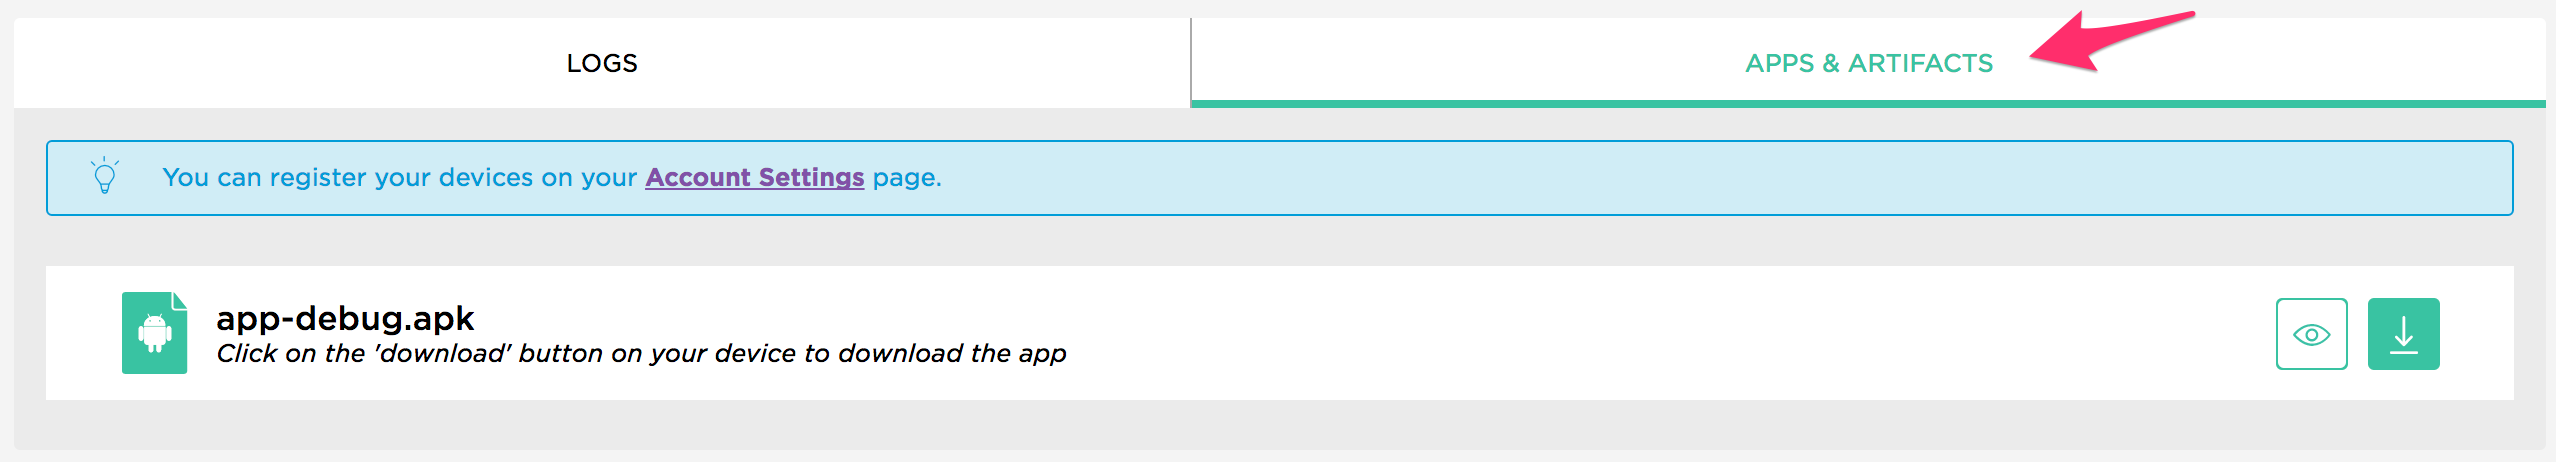 LOGS
APPS & ARTIFACTS
You can register your devices on your Account Settings page.
app-debug.apk
Click on the 'download' button on your device to download the app